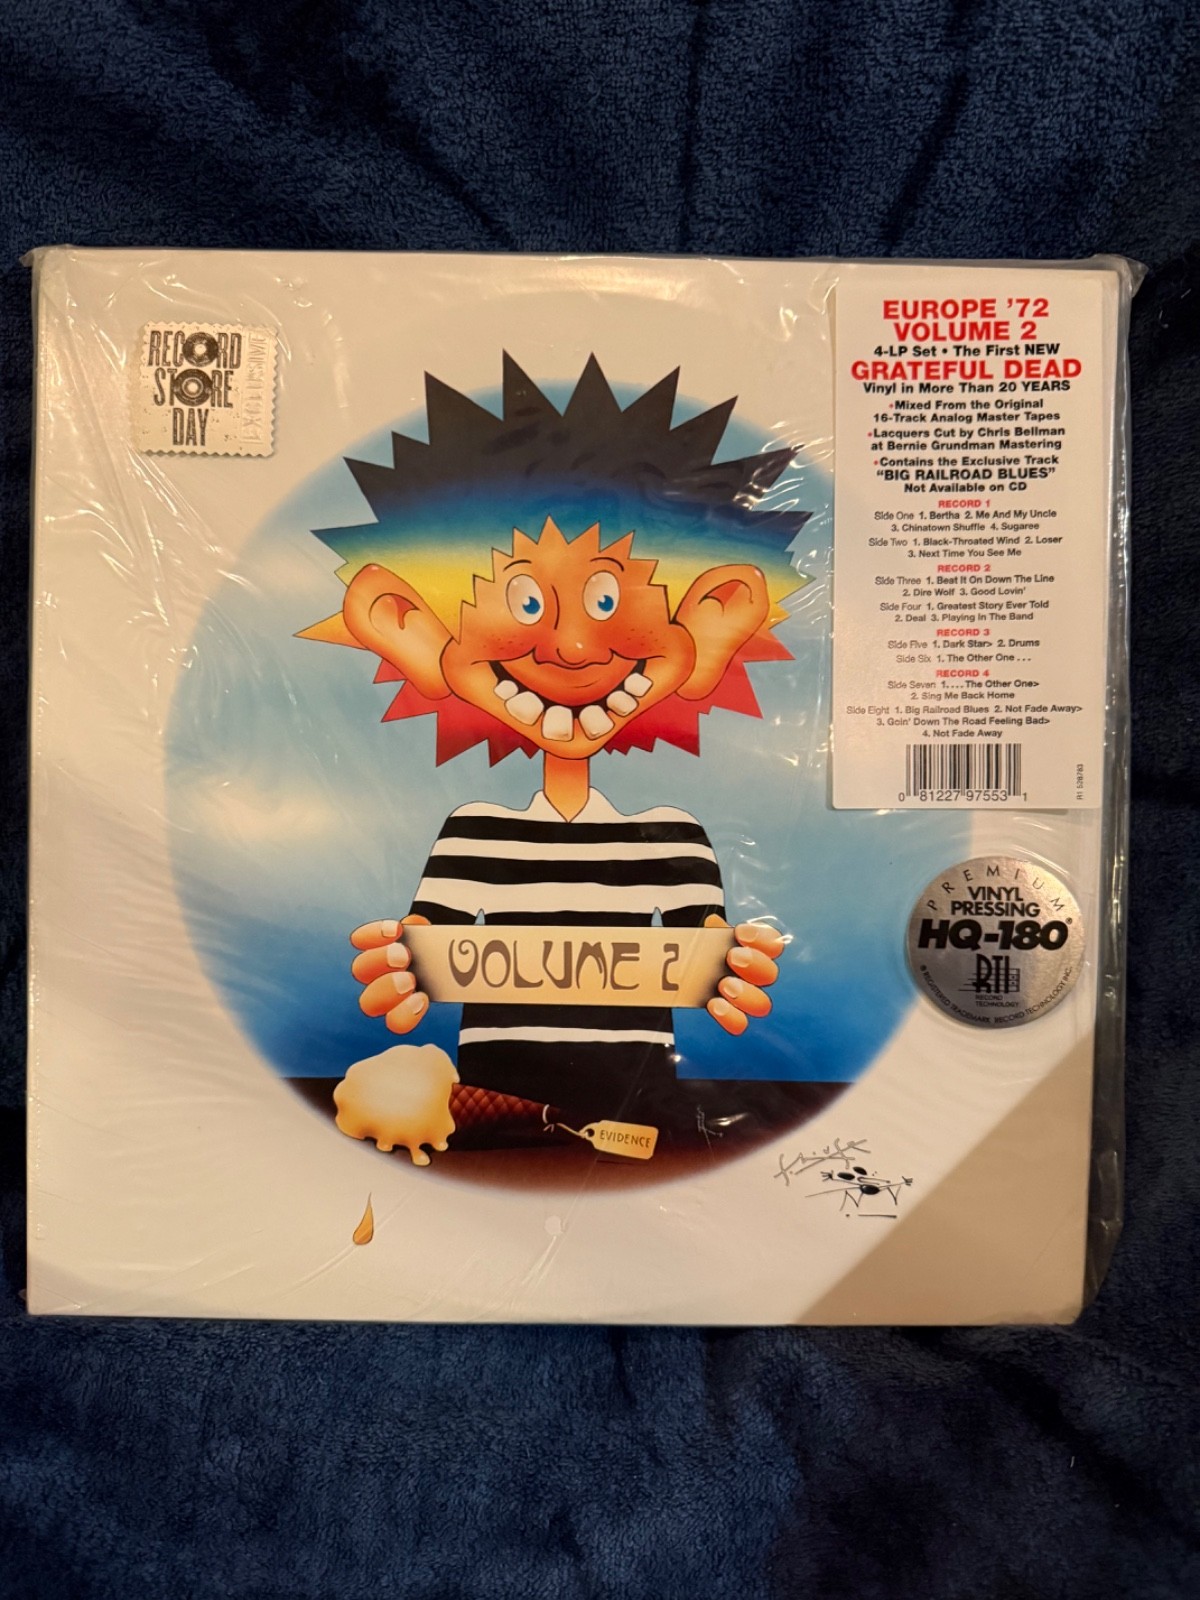 RECORD
STORE
DAY
EXCLUSIVE
EUROPE '72
VOLUME 2
4-LP Set • The First NEW
GRATEFUL DEAD
Vinyl in More Than 20 YEARS
•Mixed From the Original
16-Track Analog Master Tapes
•Lacquers Cut by Chris Bellman
at Bernie Grundman Mastering
•Contains the Exclusive Track
"BIG RAILROAD BLUES"
Not Available on CD
RECORD 1
Side One 1. Bertha 2. Me And My Uncle
3. Chinatown Shuffle 4. Sugaree
Side Two 1. Black-Throated Wind 2. Loser
3. Next Time You See Me
RECORD 2
Side Three 1. Beat It On Down The Line
2. Dire Wolf 3. Good Lovin'
Side Four 1. Greatest Story Ever Told
2. Deal 3. Playing In The Band
RECORD 3
Side Five 1. Dark Star> 2. Drums
Side Six 1. The Other One . . .
RECORD 4
Side Seven 1. . . . The Other One>
2. Sing Me Back Home
Side Eight 1. Big Railroad Blues 2. Not Fade Away>
3. Goin' Down The Road Feeling Bad>
4. Not Fade Away
0 81227 97553 1
R1 528783
PREMIUM
VINYL
PRESSING
HQ-180®
RTI
RECORD
TECHNOLOGY
® REGISTERED TRADEMARK RECORD TECHNOLOGY INC.
VOLUME 2
EVIDENCE